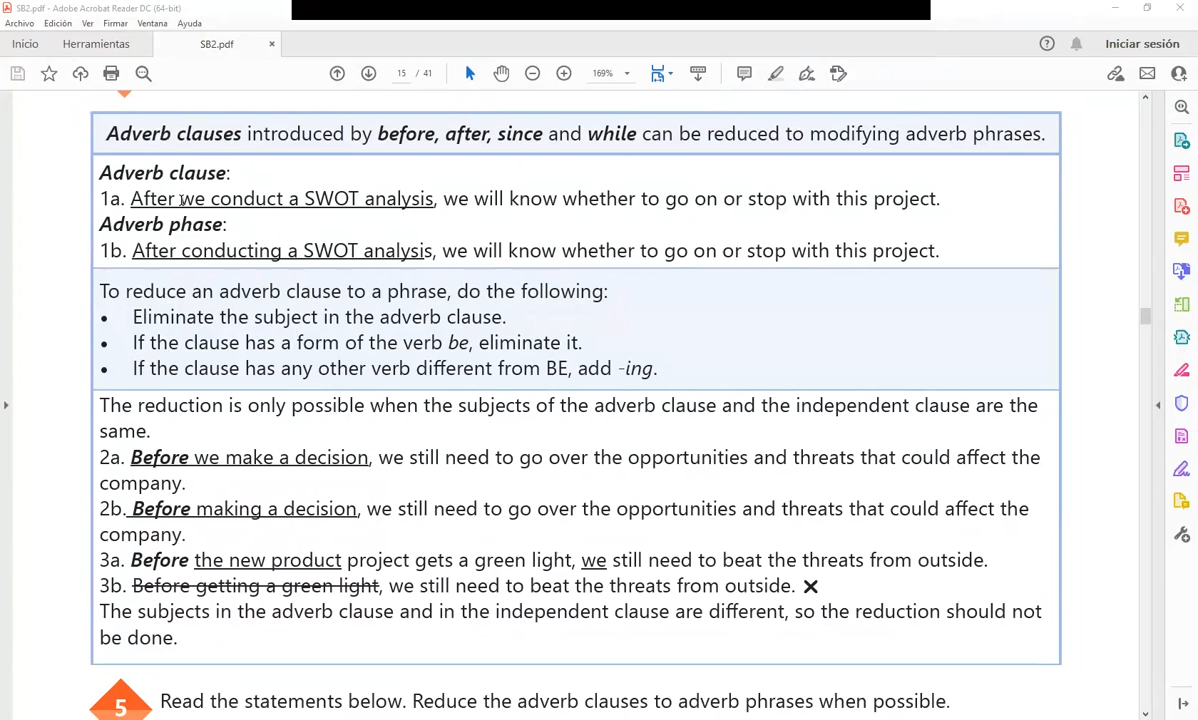 SB2.pdf - Adobe Acrobat Reader DC (64-bit)
Archivo Edición Ver Firmar Ventana Ayuda
Inicio Herramientas SB2.pdf × Iniciar sesión
15 / 41 169%
Adverb clauses introduced by before, after, since and while can be reduced to modifying adverb phrases.
Adverb clause:
1a. After we conduct a SWOT analysis, we will know whether to go on or stop with this project.
Adverb phase:
1b. After conducting a SWOT analysis, we will know whether to go on or stop with this project.
To reduce an adverb clause to a phrase, do the following:
• Eliminate the subject in the adverb clause.
• If the clause has a form of the verb be, eliminate it.
• If the clause has any other verb different from BE, add -ing.
The reduction is only possible when the subjects of the adverb clause and the independent clause are the
same.
2a. Before we make a decision, we still need to go over the opportunities and threats that could affect the
company.
2b. Before making a decision, we still need to go over the opportunities and threats that could affect the
company.
3a. Before the new product project gets a green light, we still need to beat the threats from outside.
3b. Before getting a green light, we still need to beat the threats from outside. ✕
The subjects in the adverb clause and in the independent clause are different, so the reduction should not
be done.
5 Read the statements below. Reduce the adverb clauses to adverb phrases when possible.